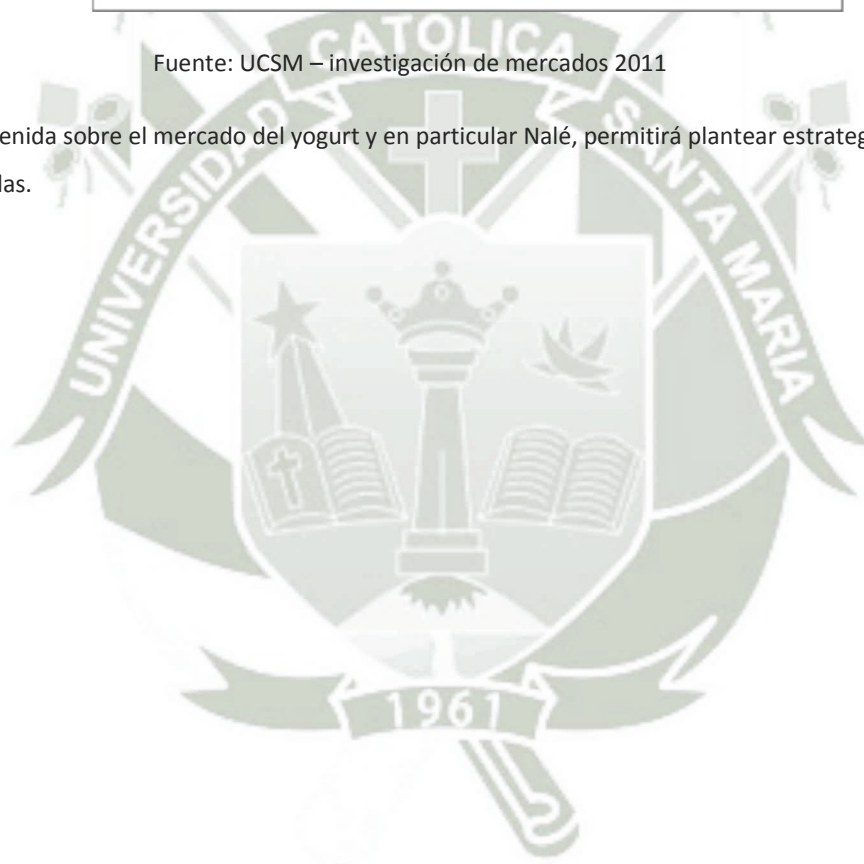 Fuente: UCSM – investigación de mercados 2011
enida sobre el mercado del yogurt y en particular Nalé, permitirá plantear estrateg
las.
UNIVERSIDAD CATOLICA SANTA MARIA
1961